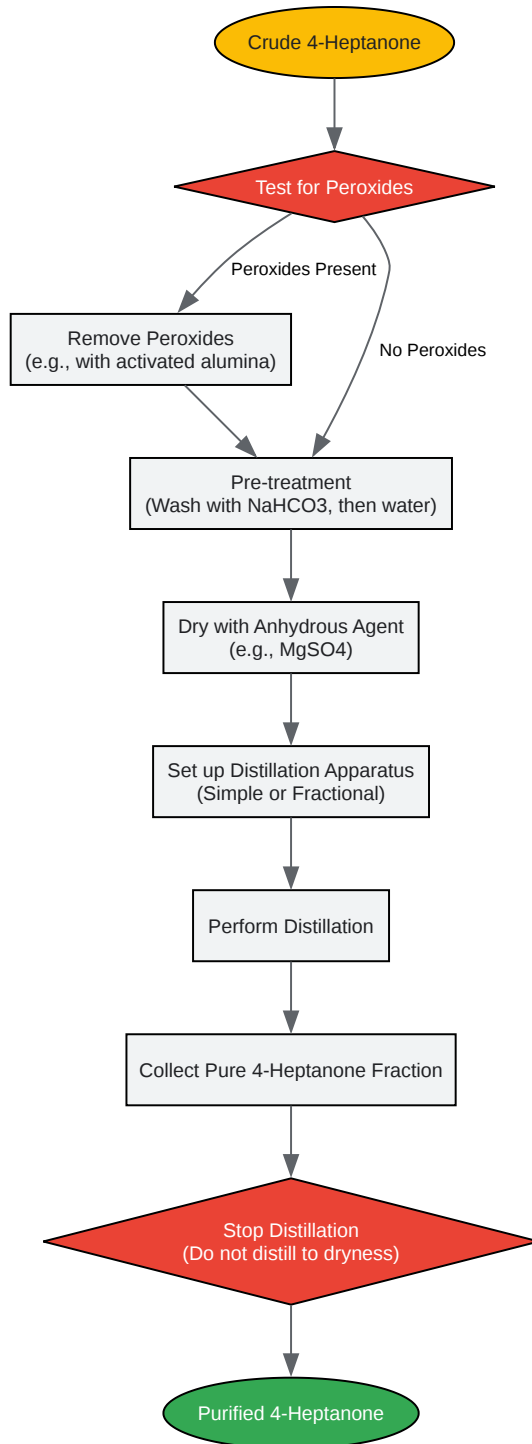 Crude 4-Heptanone
Test for Peroxides
Peroxides Present
Remove Peroxides
(e.g., with activated alumina)
No Peroxides
Pre-treatment
(Wash with NaHCO3, then water)
Dry with Anhydrous Agent
(e.g., MgSO4)
Set up Distillation Apparatus
(Simple or Fractional)
Perform Distillation
Collect Pure 4-Heptanone Fraction
Stop Distillation
(Do not distill to dryness)
Purified 4-Heptanone